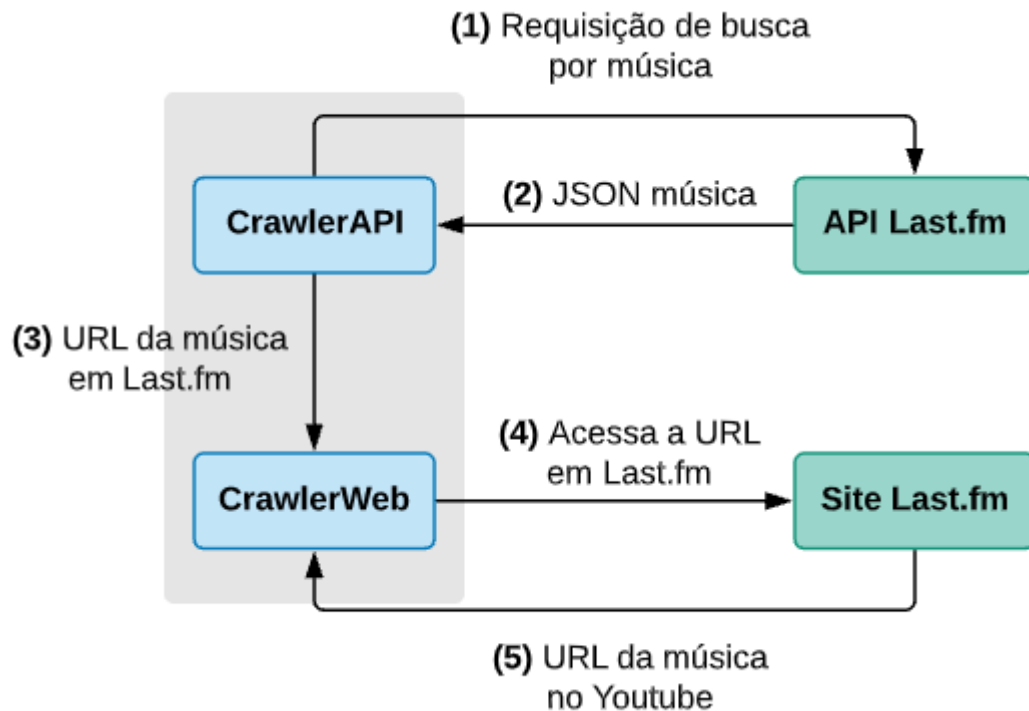 (1) Requisição de busca
por música
CrawlerAPI
(2) JSON música
API Last.fm
(3) URL da música
em Last.fm
(4) Acessa a URL
em Last.fm
CrawlerWeb
Site Last.fm
(5) URL da música
no Youtube